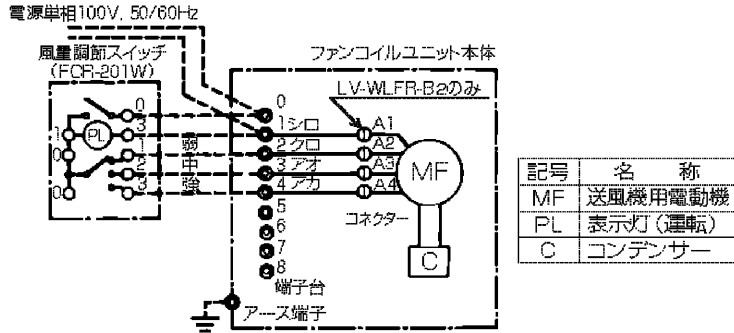 電源単相100V, 50/60Hz
風量調節スイッチ
(FCR-201W)
ファンコイルユニット本体
LV-WLFR-B2のみ
0
3
1
2
3
1
0
0
PL
弱
中
強
0
1 シロ
2 クロ
3 アオ
4 アカ
5
6
7
8
A1
A2
A3
A4
MF
C
コネクター
端子台
アース端子
記号 名 称
MF 送風機用電動機
PL 表示灯(運転)
C コンデンサー